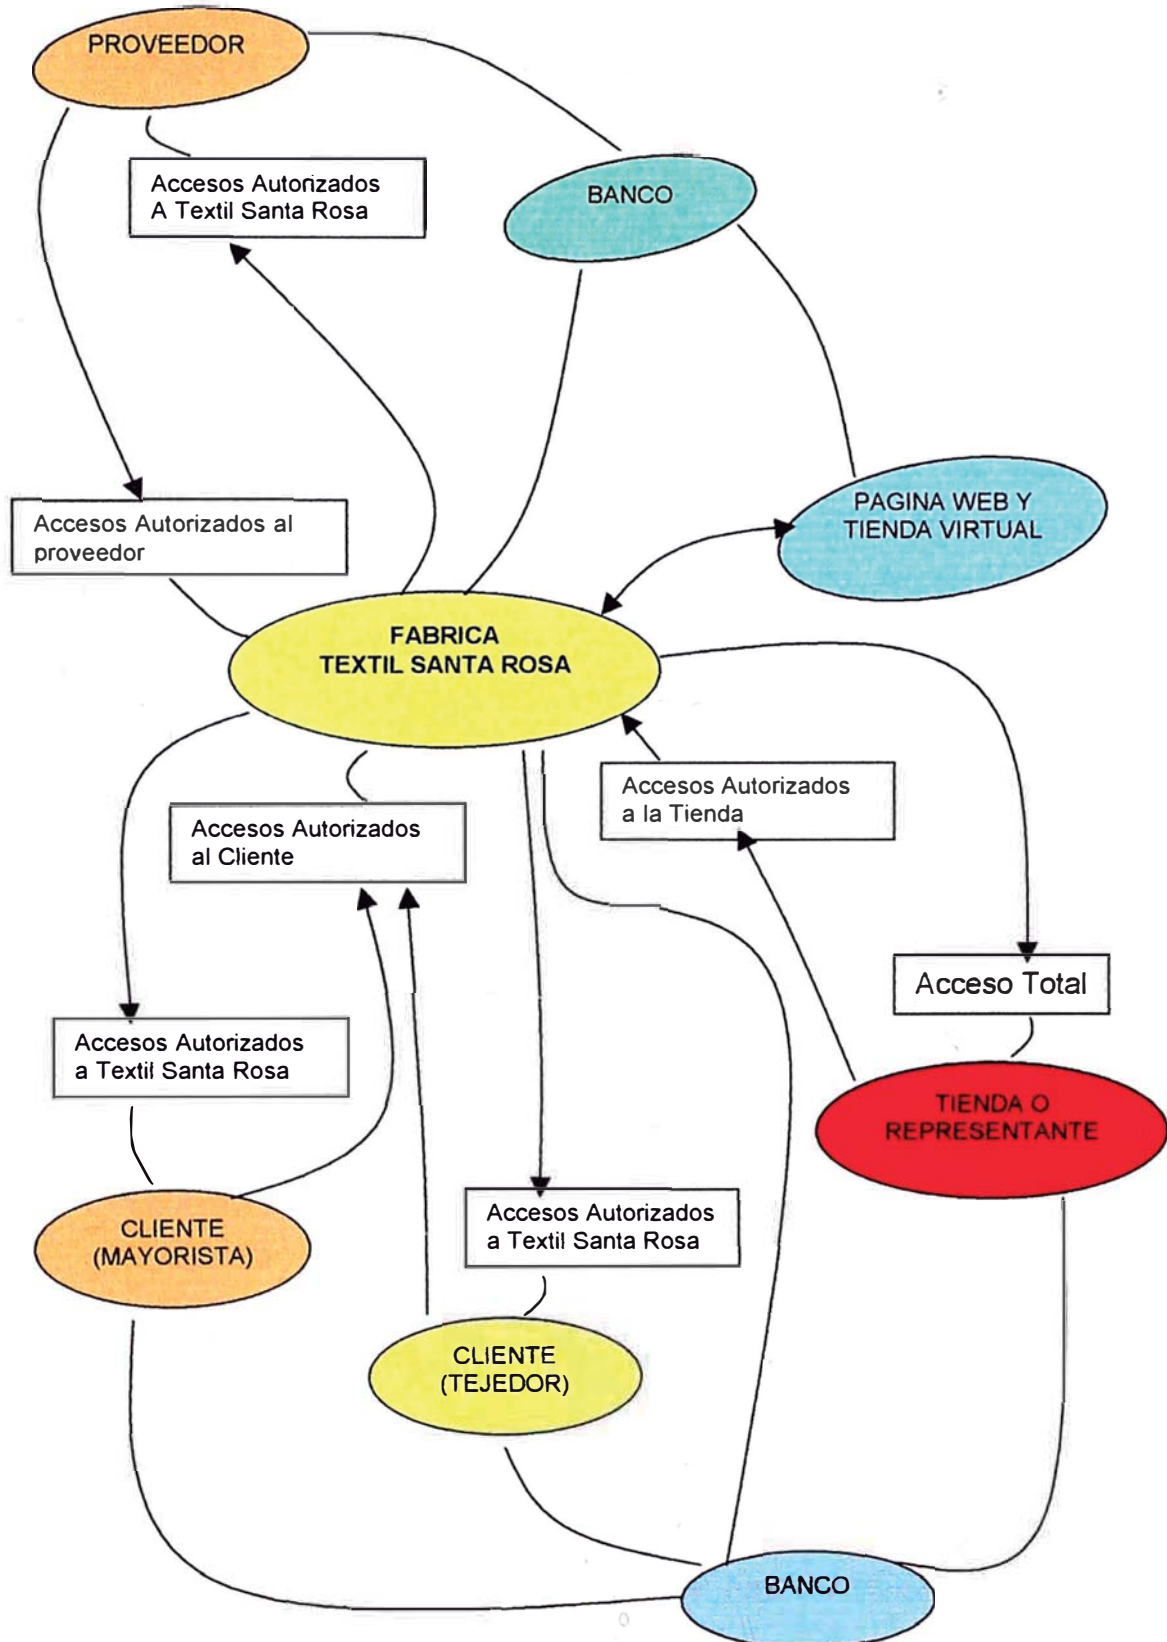 PROVEEDOR
Accesos Autorizados
A Textil Santa Rosa
BANCO
PAGINA WEB Y
TIENDA VIRTUAL
Accesos Autorizados al
proveedor
FABRICA
TEXTIL SANTA ROSA
Accesos Autorizados
a la Tienda
Accesos Autorizados
al Cliente
Acceso Total
Accesos Autorizados
a Textil Santa Rosa
TIENDA O
REPRESENTANTE
Accesos Autorizados
a Textil Santa Rosa
CLIENTE
(MAYORISTA)
CLIENTE
(TEJEDOR)
BANCO